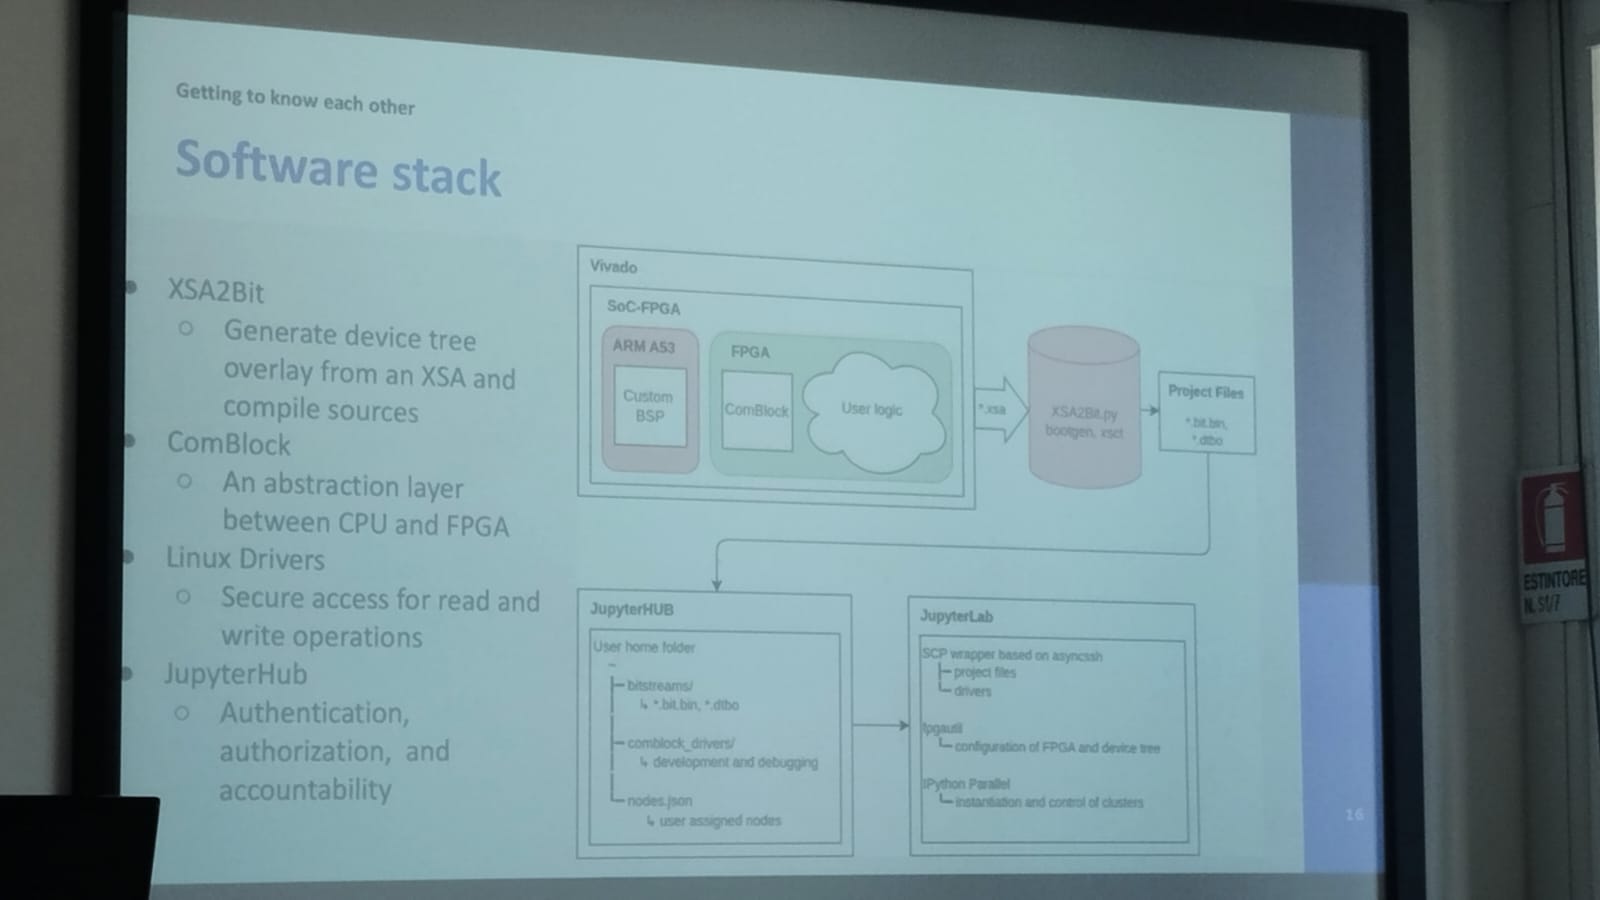 Getting to know each other
Software stack
XSA2Bit
Generate device tree
overlay from an XSA and
compile sources
ComBlock
An abstraction layer
between CPU and FPGA
Linux Drivers
Secure access for read and
write operations
JupyterHub
Authentication,
authorization, and
accountability
Vivado
SoC-FPGA
ARM A53
Custom
BSP
FPGA
ComBlock
User logic
*.xsa
XSA2Bit.py
bootgen, xsct
Project Files
*.bit.bin,
*.dtbo
JupyterHUB
User home folder
~
bitstreams/
↳ *.bit.bin, *.dtbo
comblock_drivers/
↳ development and debugging
nodes.json
↳ user assigned nodes
JupyterLab
SCP wrapper based on asyncssh
project files
drivers
fpgautil
configuration of FPGA and device tree
IPython Parallel
instantiation and control of clusters
16
ESTINTORE
N. S1/7